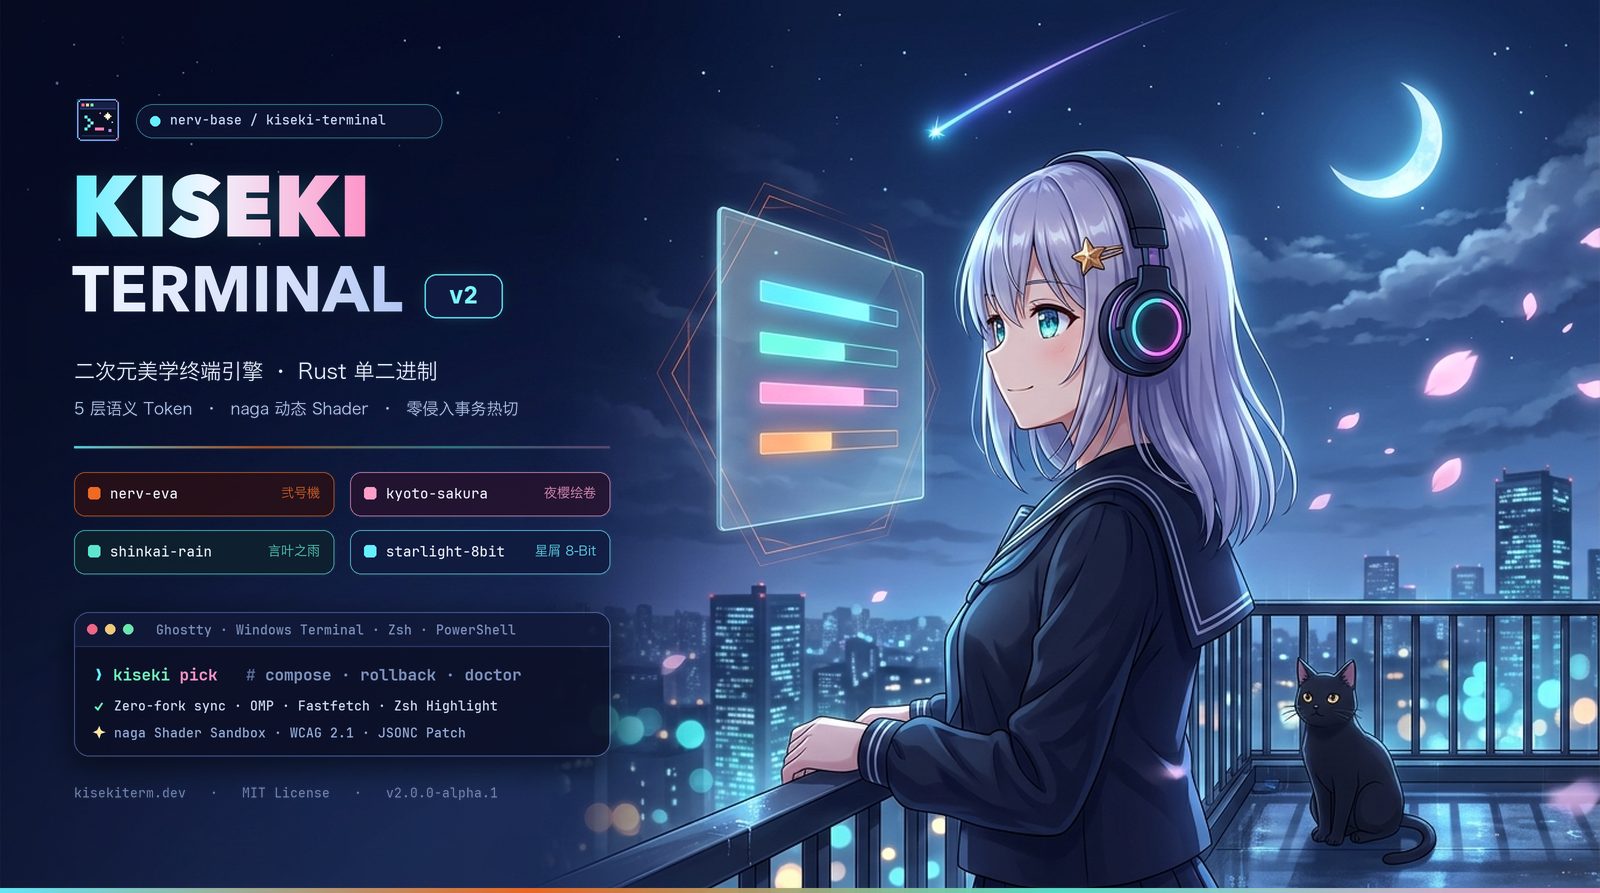 nerv-base / kiseki-terminal
KISEKI
TERMINAL v2
二次元美学终端引擎 · Rust 单二进制
5 层语义 Token · naga 动态 Shader · 零侵入事务热切
nerv-eva 弐号機
kyoto-sakura 夜樱绘卷
shinkai-rain 言叶之雨
starlight-8bit 星屑 8-Bit
Ghostty · Windows Terminal · Zsh · PowerShell
❯ kiseki pick # compose · rollback · doctor
✓ Zero-fork sync · OMP · Fastfetch · Zsh Highlight
✦ naga Shader Sandbox · WCAG 2.1 · JSONC Patch
kisekiterm.dev · MIT License · v2.0.0-alpha.1